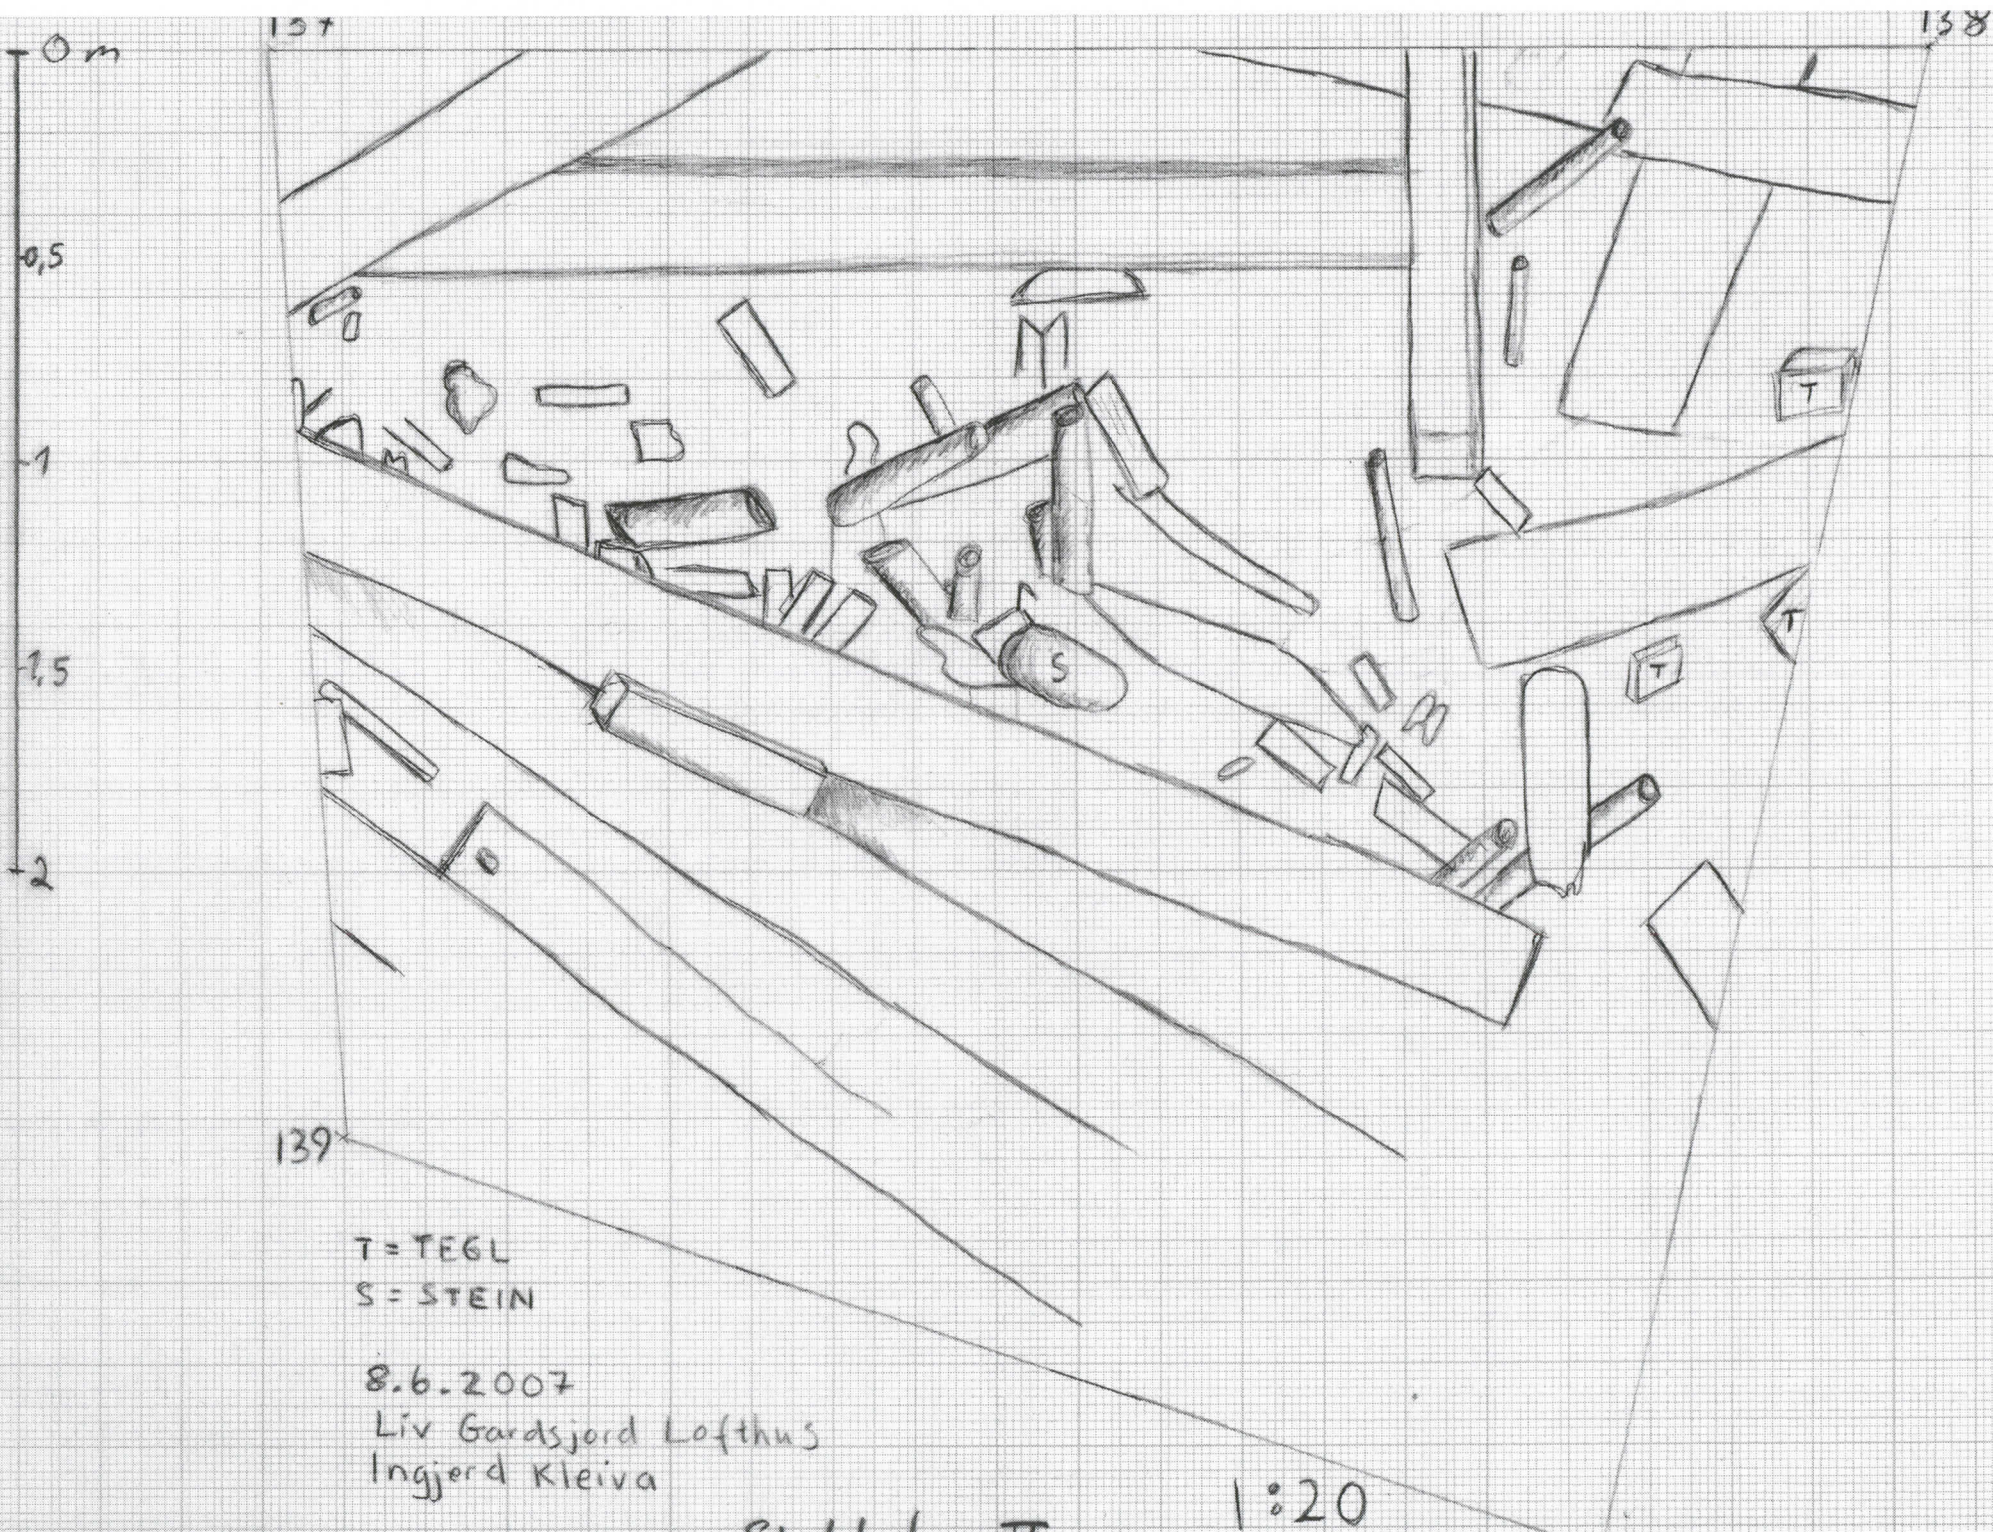 137
138
0 m
0,5
1
1,5
2
T
T
T
S
139
T = TEGL
S = STEIN
8.6.2007
Liv Gardsjord Lofthus
Ingjerd Kleiva
1:20